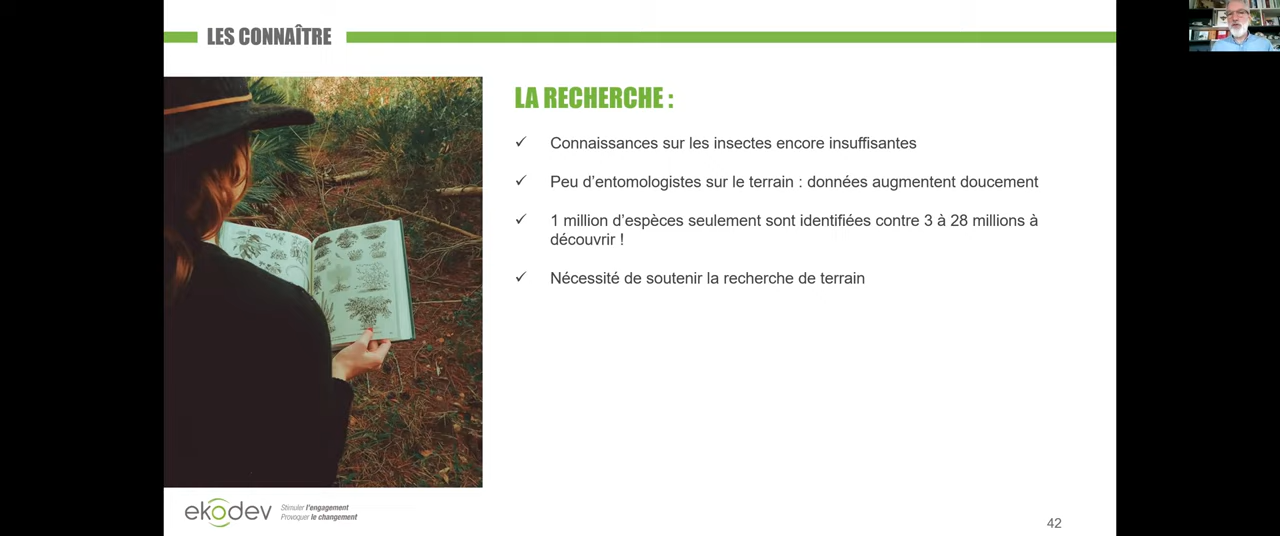 LES CONNAÎTRE
LA RECHERCHE :
✓ Connaissances sur les insectes encore insuffisantes
✓ Peu d’entomologistes sur le terrain : données augmentent doucement
✓ 1 million d’espèces seulement sont identifiées contre 3 à 28 millions à
découvrir !
✓ Nécessité de soutenir la recherche de terrain
ekodev
Stimuler l'engagement
Provoquer le changement
42